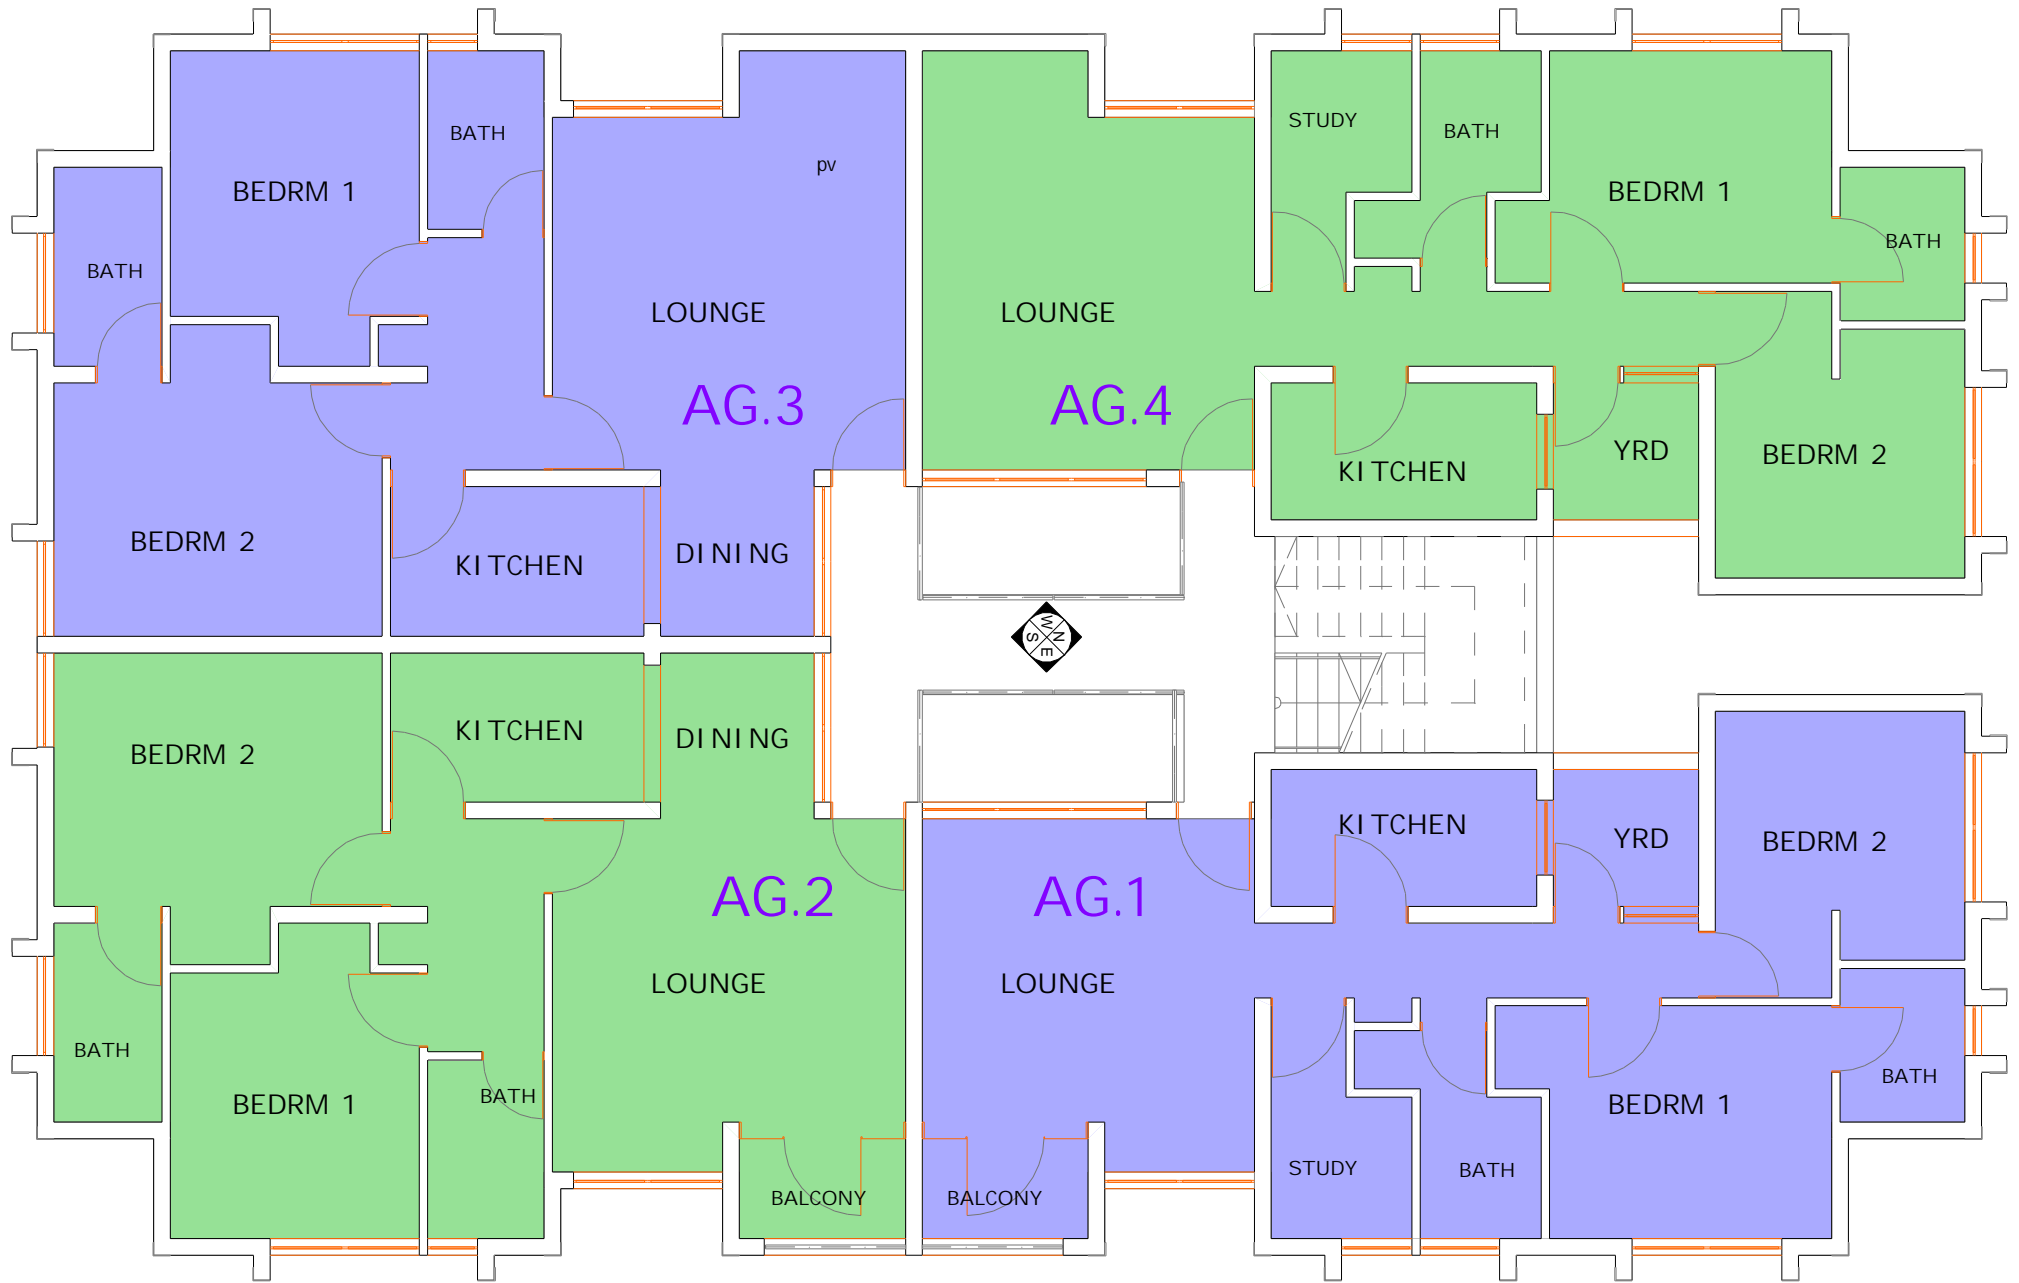 BATH
STUDY
BATH
BEDRM 1
BEDRM 1
pv
BATH
BATH
LOUNGE
LOUNGE
AG.3
AG.4
YRD
BEDRM 2
KITCHEN
BEDRM 2
KITCHEN
DINING
W
N
S
E
KITCHEN
DINING
BEDRM 2
KITCHEN
YRD
BEDRM 2
AG.2
AG.1
LOUNGE
LOUNGE
BATH
BATH
BATH
BEDRM 1
BEDRM 1
STUDY
BATH
BALCONY
BALCONY